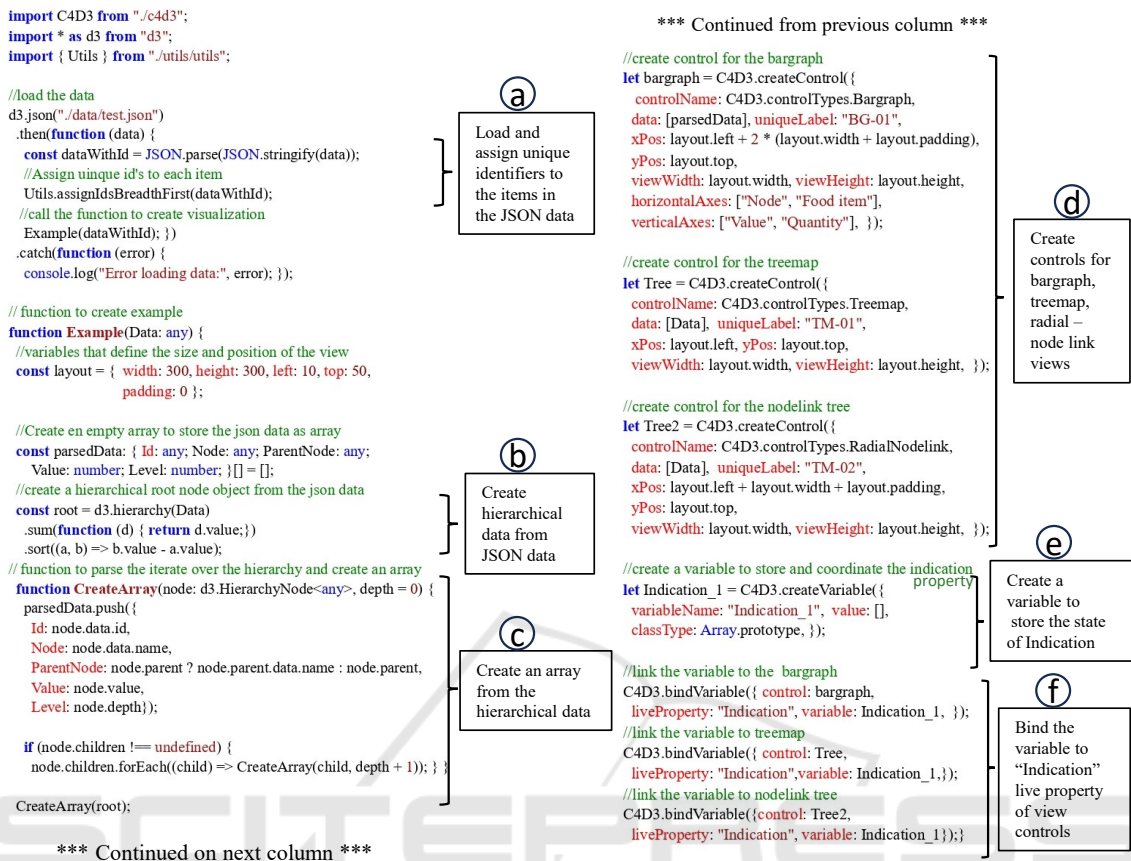 import C4D3 from "./c4d3";
import * as d3 from "d3";
import { Utils } from "./utils/utils";
//load the data
d3.json("./data/test.json")
.then(function (data) {
const dataWithId = JSON.parse(JSON.stringify(data));
//Assign uinque id's to each item
Utils.assignIdsBreadthFirst(dataWithId);
//call the function to create visualization
Example(dataWithId); })
.catch(function (error) {
console.log("Error loading data:", error); });
// function to create example
function Example(Data: any) {
//variables that define the size and position of the view
const layout = { width: 300, height: 300, left: 10, top: 50,
padding: 0 };
//Create en empty array to store the json data as array
const parsedData: { Id: any; Node: any; ParentNode: any;
Value: number; Level: number; }[] = [];
//create a hierarchical root node object from the json data
const root = d3.hierarchy(Data)
.sum(function (d) { return d.value;})
.sort((a, b) => b.value - a.value);
// function to parse the iterate over the hierarchy and create an array
function CreateArray(node: d3.HierarchyNode<any>, depth = 0) {
parsedData.push({
Id: node.data.id,
Node: node.data.name,
ParentNode: node.parent ? node.parent.data.name : node.parent,
Value: node.value,
Level: node.depth});
if (node.children !== undefined) {
node.children.forEach((child) => CreateArray(child, depth + 1)); } }
CreateArray(root);
*** Continued on next column ***
a
Load and
assign unique
identifiers to
the items in
the JSON data
b
Create
hierarchical
data from
JSON data
c
Create an array
from the
hierarchical data
*** Continued from previous column ***
//create control for the bargraph
let bargraph = C4D3.createControl({
controlName: C4D3.controlTypes.Bargraph,
data: [parsedData], uniqueLabel: "BG-01",
xPos: layout.left + 2 * (layout.width + layout.padding),
yPos: layout.top,
viewWidth: layout.width, viewHeight: layout.height,
horizontalAxes: ["Node", "Food item"],
verticalAxes: ["Value", "Quantity"], });
//create control for the treemap
let Tree = C4D3.createControl({
controlName: C4D3.controlTypes.Treemap,
data: [Data], uniqueLabel: "TM-01",
xPos: layout.left, yPos: layout.top,
viewWidth: layout.width, viewHeight: layout.height, });
//create control for the nodelink tree
let Tree2 = C4D3.createControl({
controlName: C4D3.controlTypes.RadialNodelink,
data: [Data], uniqueLabel: "TM-02",
xPos: layout.left + layout.width + layout.padding,
yPos: layout.top,
viewWidth: layout.width, viewHeight: layout.height, });
//create a variable to store and coordinate the indication
property
let Indication_1 = C4D3.createVariable({
variableName: "Indication_1", value: [],
classType: Array.prototype, });
//link the variable to the bargraph
C4D3.bindVariable({ control: bargraph,
liveProperty: "Indication", variable: Indication_1, });
//link the variable to treemap
C4D3.bindVariable({ control: Tree,
liveProperty: "Indication",variable: Indication_1,});
//link the variable to nodelink tree
C4D3.bindVariable({control: Tree2,
liveProperty: "Indication", variable: Indication_1});}
d
Create
controls for
bargraph,
treemap,
radial –
node link
views
e
Create a
variable to
store the state
of Indication
f
Bind the
variable to
“Indication”
live property
of view
controls
SCITEPRESS